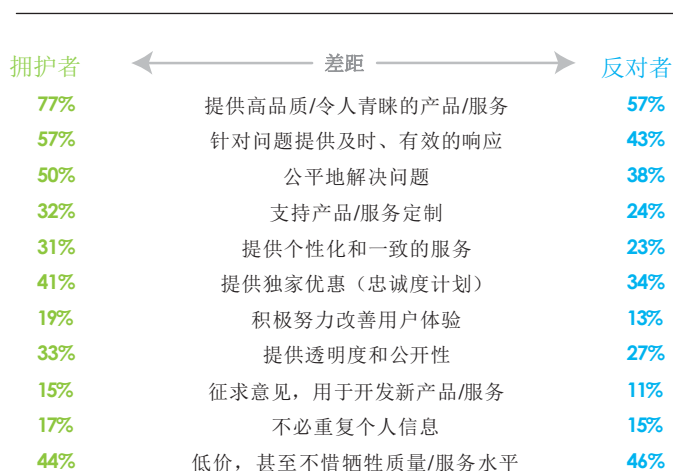 拥护者 差距 反对者
77% 提供高品质/令人青睐的产品/服务 57%
57% 针对问题提供及时、有效的响应 43%
50% 公平地解决问题 38%
32% 支持产品/服务定制 24%
31% 提供个性化和一致的服务 23%
41% 提供独家优惠（忠诚度计划） 34%
19% 积极努力改善用户体验 13%
33% 提供透明度和公开性 27%
15% 征求意见，用于开发新产品/服务 11%
17% 不必重复个人信息 15%
44% 低价，甚至不惜牺牲质量/服务水平 46%